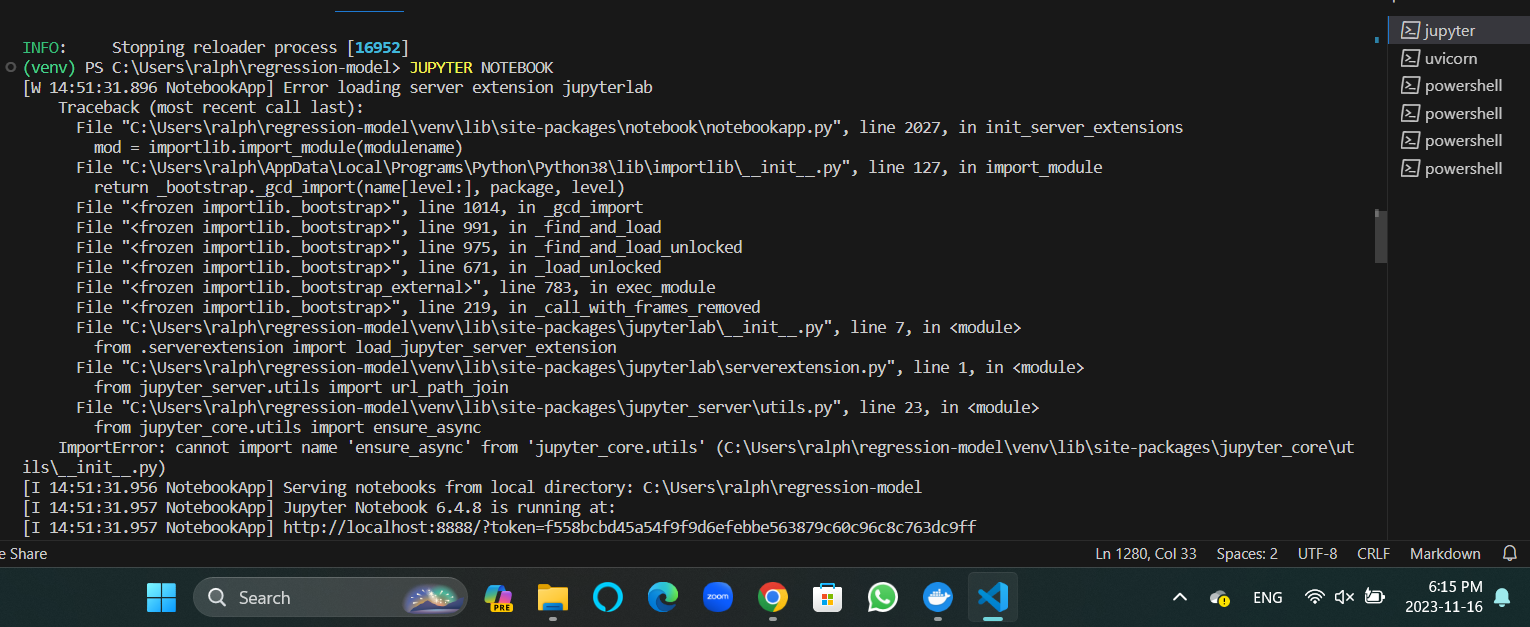 INFO:     Stopping reloader process [16952]
(venv) PS C:\Users\ralph\regression-model> JUPYTER NOTEBOOK
[W 14:51:31.896 NotebookApp] Error loading server extension jupyterlab
    Traceback (most recent call last):
      File "C:\Users\ralph\regression-model\venv\lib\site-packages\notebook\notebookapp.py", line 2027, in init_server_extensions
        mod = importlib.import_module(modulename)
      File "C:\Users\ralph\AppData\Local\Programs\Python\Python38\lib\importlib\__init__.py", line 127, in import_module
        return _bootstrap._gcd_import(name[level:], package, level)
      File "<frozen importlib._bootstrap>", line 1014, in _gcd_import
      File "<frozen importlib._bootstrap>", line 991, in _find_and_load
      File "<frozen importlib._bootstrap>", line 975, in _find_and_load_unlocked
      File "<frozen importlib._bootstrap>", line 671, in _load_unlocked
      File "<frozen importlib._bootstrap_external>", line 783, in exec_module
      File "<frozen importlib._bootstrap>", line 219, in _call_with_frames_removed
      File "C:\Users\ralph\regression-model\venv\lib\site-packages\jupyterlab\__init__.py", line 7, in <module>
        from .serverextension import load_jupyter_server_extension
      File "C:\Users\ralph\regression-model\venv\lib\site-packages\jupyterlab\serverextension.py", line 1, in <module>
        from jupyter_server.utils import url_path_join
      File "C:\Users\ralph\regression-model\venv\lib\site-packages\jupyter_server\utils.py", line 23, in <module>
        from jupyter_core.utils import ensure_async
    ImportError: cannot import name 'ensure_async' from 'jupyter_core.utils' (C:\Users\ralph\regression-model\venv\lib\site-packages\jupyter_core\ut
ils\__init__.py)
[I 14:51:31.956 NotebookApp] Serving notebooks from local directory: C:\Users\ralph\regression-model
[I 14:51:31.957 NotebookApp] Jupyter Notebook 6.4.8 is running at:
[I 14:51:31.957 NotebookApp] http://localhost:8888/?token=f558bcbd45a54f9f9d6efebbe563879c60c96c8c763dc9ff
jupyter
uvicorn
powershell
powershell
powershell
powershell
e Share
Ln 1280, Col 33 Spaces: 2 UTF-8 CRLF Markdown
Search
PRE
zoom
ENG
6:15 PM
2023-11-16